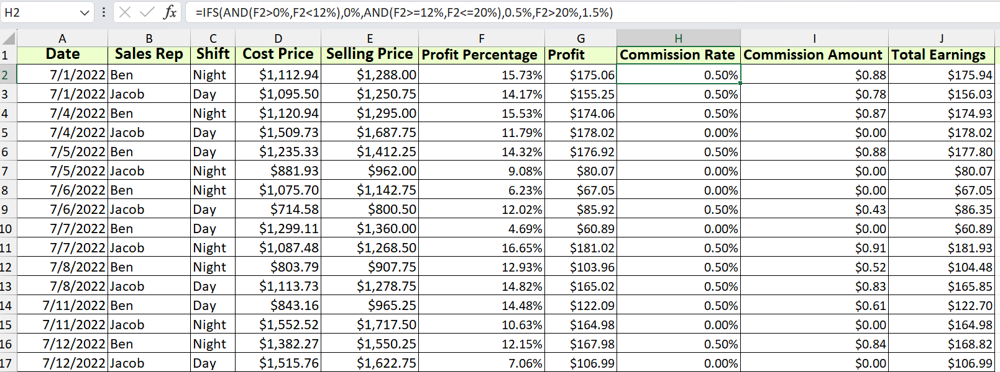 H2 fx =IFS(AND(F2>0%,F2<12%),0%,AND(F2>=12%,F2<=20%),0.5%,F2>20%,1.5%)
A B C D E F G H I J
1 Date Sales Rep Shift Cost Price Selling Price Profit Percentage Profit Commission Rate Commission Amount Total Earnings
2 7/1/2022 Ben Night $1,112.94 $1,288.00 15.73% $175.06 0.50% $0.88 $175.94
3 7/1/2022 Jacob Day $1,095.50 $1,250.75 14.17% $155.25 0.50% $0.78 $156.03
4 7/4/2022 Ben Night $1,120.94 $1,295.00 15.53% $174.06 0.50% $0.87 $174.93
5 7/4/2022 Jacob Day $1,509.73 $1,687.75 11.79% $178.02 0.00% $0.00 $178.02
6 7/5/2022 Ben Day $1,235.33 $1,412.25 14.32% $176.92 0.50% $0.88 $177.80
7 7/5/2022 Jacob Night $881.93 $962.00 9.08% $80.07 0.00% $0.00 $80.07
8 7/6/2022 Ben Night $1,075.70 $1,142.75 6.23% $67.05 0.00% $0.00 $67.05
9 7/6/2022 Jacob Day $714.58 $800.50 12.02% $85.92 0.50% $0.43 $86.35
10 7/7/2022 Ben Day $1,299.11 $1,360.00 4.69% $60.89 0.00% $0.00 $60.89
11 7/7/2022 Jacob Night $1,087.48 $1,268.50 16.65% $181.02 0.50% $0.91 $181.93
12 7/8/2022 Ben Night $803.79 $907.75 12.93% $103.96 0.50% $0.52 $104.48
13 7/8/2022 Jacob Day $1,113.73 $1,278.75 14.82% $165.02 0.50% $0.83 $165.85
14 7/11/2022 Ben Day $843.16 $965.25 14.48% $122.09 0.50% $0.61 $122.70
15 7/11/2022 Jacob Night $1,552.52 $1,717.50 10.63% $164.98 0.00% $0.00 $164.98
16 7/12/2022 Ben Night $1,382.27 $1,550.25 12.15% $167.98 0.50% $0.84 $168.82
17 7/12/2022 Jacob Day $1,515.76 $1,622.75 7.06% $106.99 0.00% $0.00 $106.99